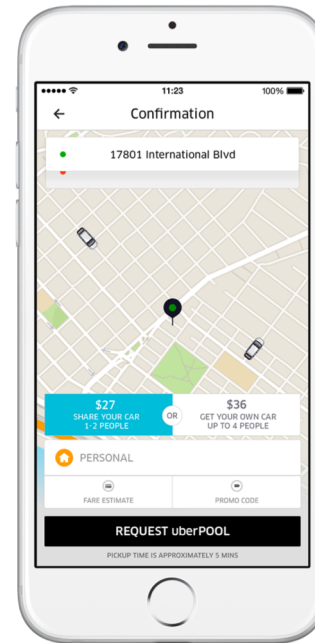 11:23
100%
Confirmation
17801 International Blvd
$27
SHARE YOUR CAR
1-2 PEOPLE
OR
$36
GET YOUR OWN CAR
UP TO 4 PEOPLE
PERSONAL
FARE ESTIMATE
PROMO CODE
REQUEST uberPOOL
PICKUP TIME IS APPROXIMATELY 5 MINS